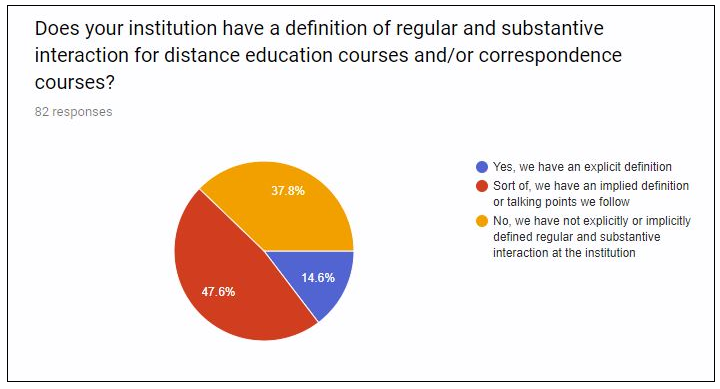 Does your institution have a definition of regular and substantive
interaction for distance education courses and/or correspondence
courses?
82 responses
37.8%
14.6%
47.6%
Yes, we have an explicit definition
Sort of, we have an implied definition
or talking points we follow
No, we have not explicitly or implicitly
defined regular and substantive
interaction at the institution